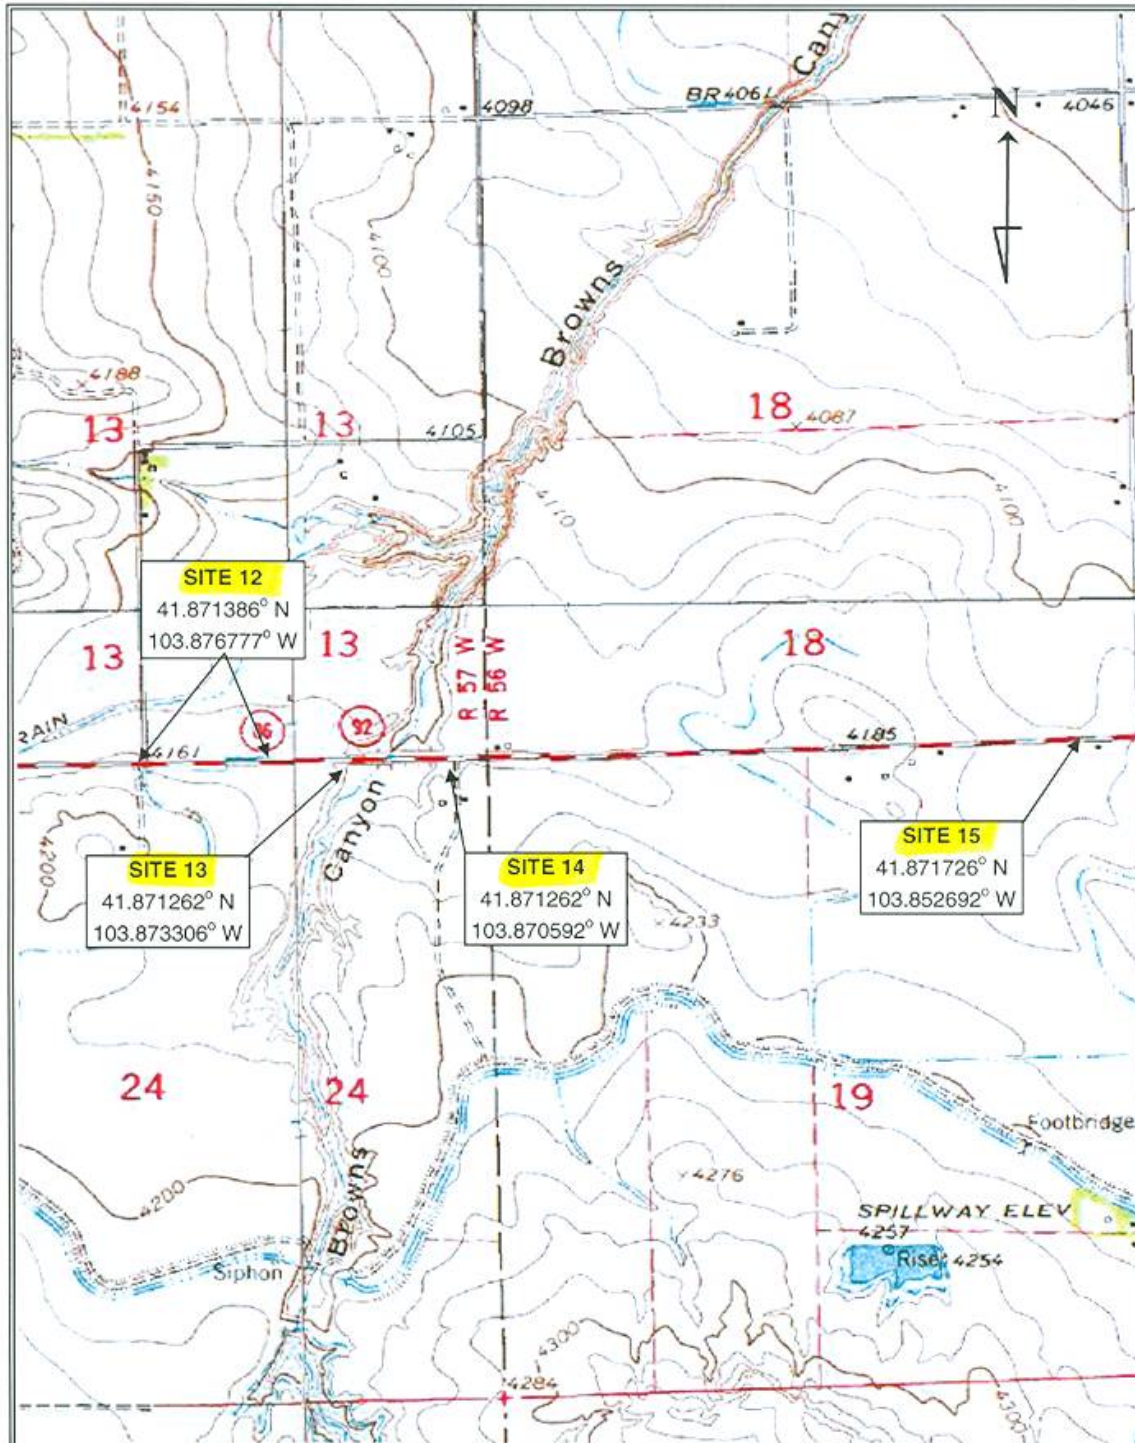 Cany
BR 4061
N
4154
4098
4046
4150
4100
Browns
4188
13
13
18
4087
4105
4110
4100
SITE 12
41.871386° N
103.876777° W
13
13
18
R 57 W
R 56 W
RAIN
92
4161
4185
Canyon
4200
SITE 13
41.871262° N
103.873306° W
SITE 14
41.871262° N
103.870592° W
SITE 15
41.871726° N
103.852692° W
4233
24
24
19
Footbridge
4276
4200
Browns
SPILLWAY ELEV
4257
Siphon
Riser 4254
4300
4284
4300